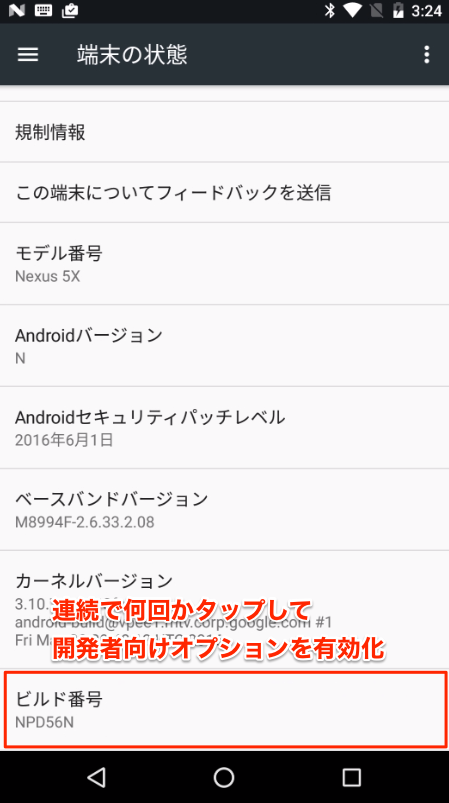 3:24
端末の状態
規制情報
この端末についてフィードバックを送信
モデル番号
Nexus 5X
Androidバージョン
N
Androidセキュリティパッチレベル
2016年6月1日
ベースバンドバージョン
M8994F-2.6.33.2.08
カーネルバージョン
3.10.
連続で何回かタップして
android-build@vpee1.mtv.corp.google.com #1
Fri
開発者向けオプションを有効化
ビルド番号
NPD56N